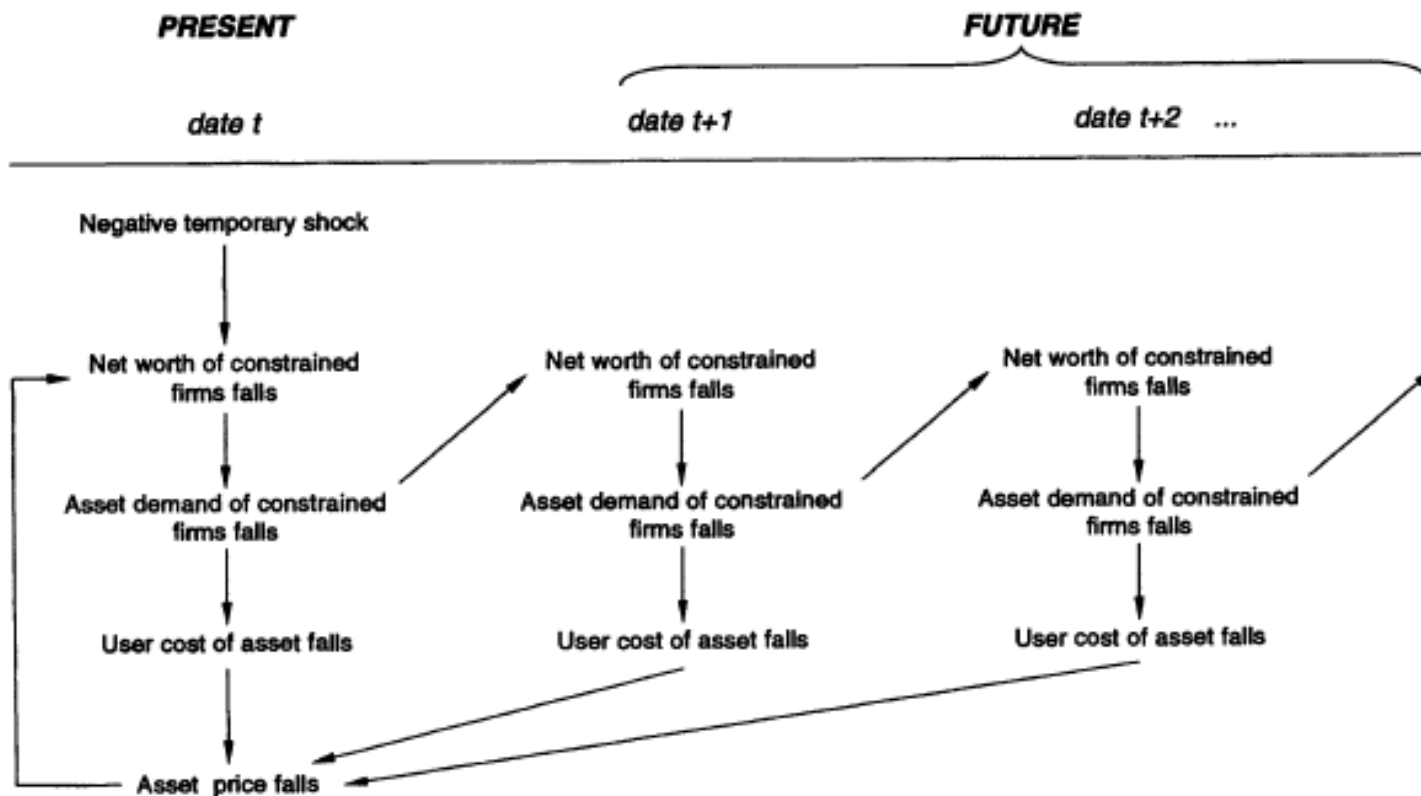 PRESENT
FUTURE
date t
date t+1
date t+2 ...
Negative temporary shock
Net worth of constrained
firms falls
Net worth of constrained
firms falls
Net worth of constrained
firms falls
Asset demand of constrained
firms falls
Asset demand of constrained
firms falls
Asset demand of constrained
firms falls
User cost of asset falls
User cost of asset falls
User cost of asset falls
Asset price falls